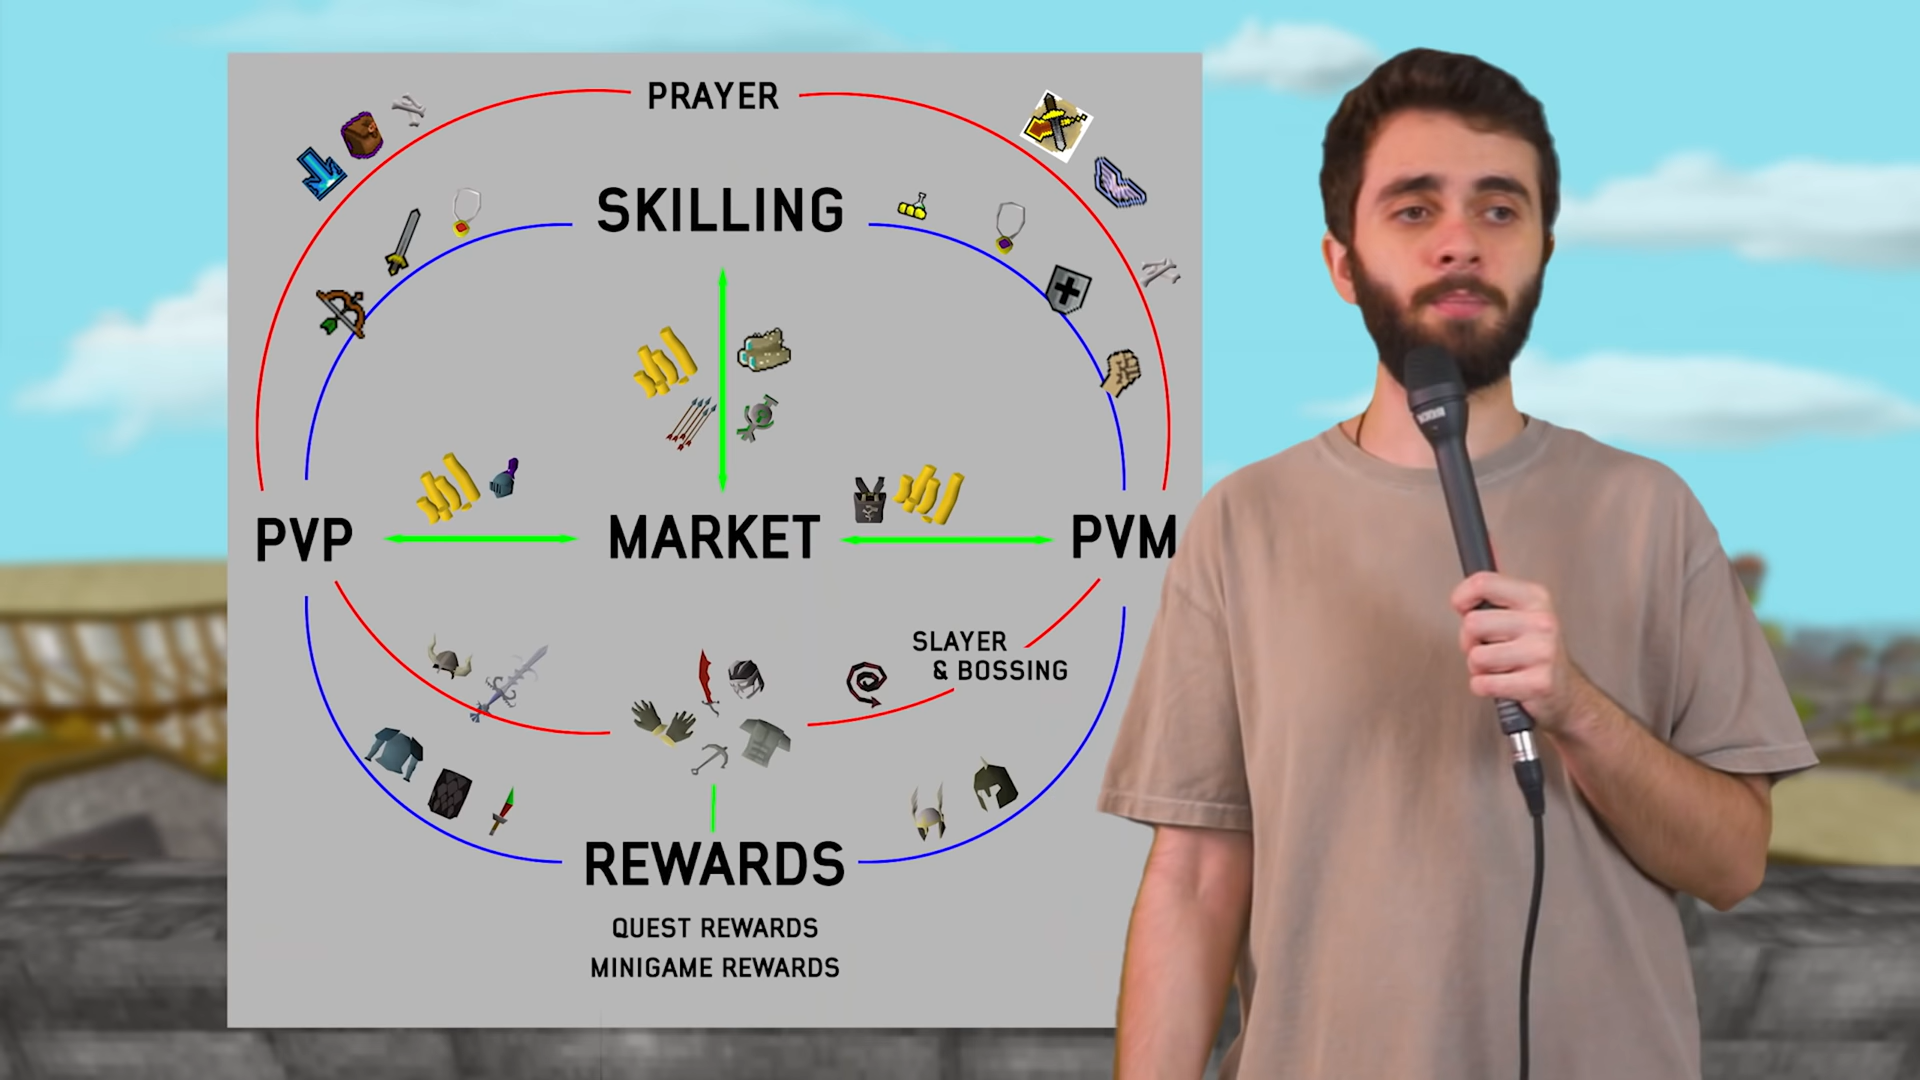 PRAYER
SKILLING
PVP
MARKET
PVM
SLAYER
& BOSSING
REWARDS
QUEST REWARDS
MINIGAME REWARDS